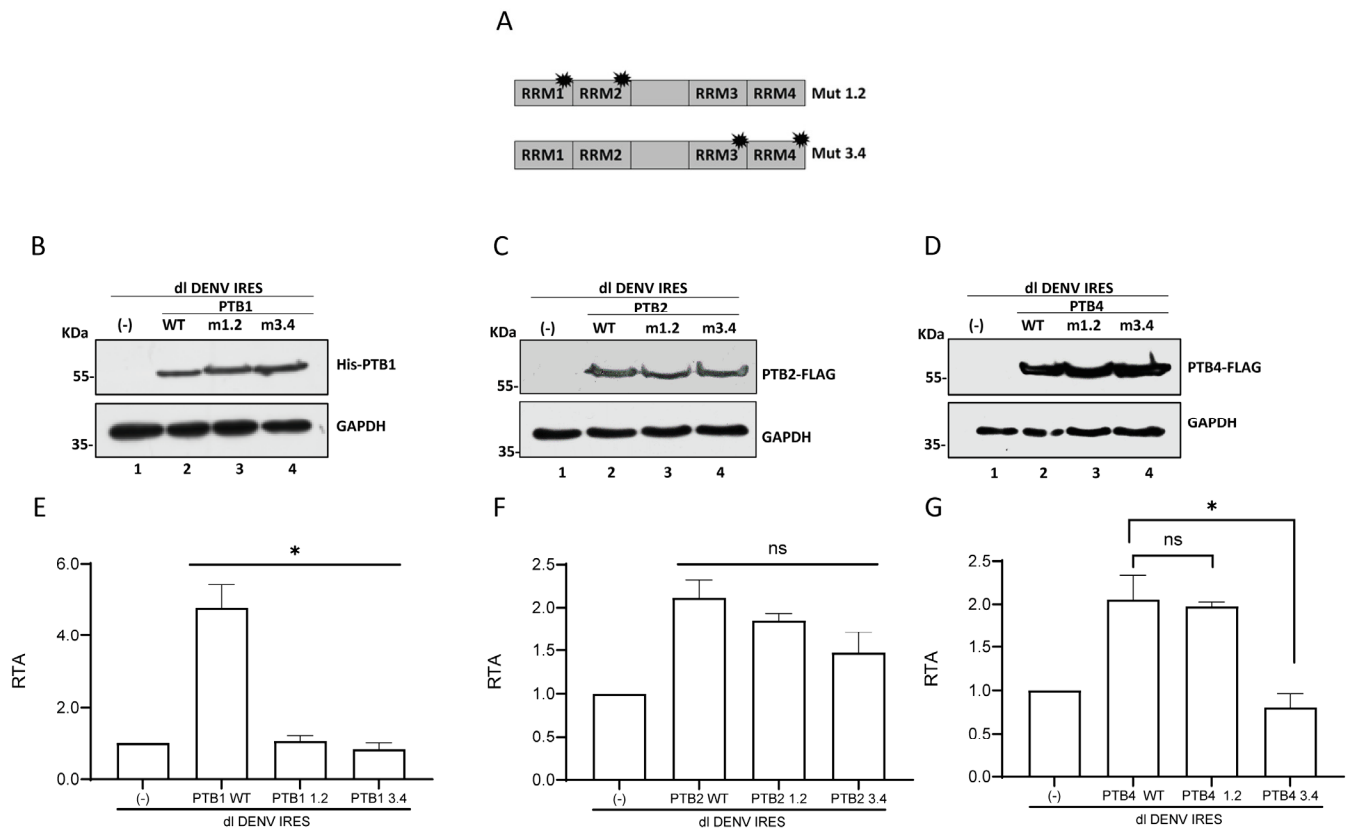 A
RRM1 RRM2 RRM3 RRM4 Mut 1.2
RRM1 RRM2 RRM3 RRM4 Mut 3.4
B
dl DENV IRES
PTB1
KDa (-) WT m1.2 m3.4
55- His-PTB1
35- GAPDH
1 2 3 4
C
dl DENV IRES
PTB2
KDa (-) WT m1.2 m3.4
55- PTB2-FLAG
35- GAPDH
1 2 3 4
D
dl DENV IRES
PTB4
KDa (-) WT m1.2 m3.4
55- PTB4-FLAG
35- GAPDH
1 2 3 4
E
*
RTA
6.0
4.0
2.0
0.0
(-) PTB1 WT PTB1 1.2 PTB1 3.4
dl DENV IRES
F
ns
RTA
2.5
2.0
1.5
1.0
0.5
0.0
(-) PTB2 WT PTB2 1.2 PTB2 3.4
dl DENV IRES
G
*
ns
RTA
2.5
2.0
1.5
1.0
0.5
0.0
(-) PTB4 WT PTB4 1.2 PTB4 3.4
dl DENV IRES